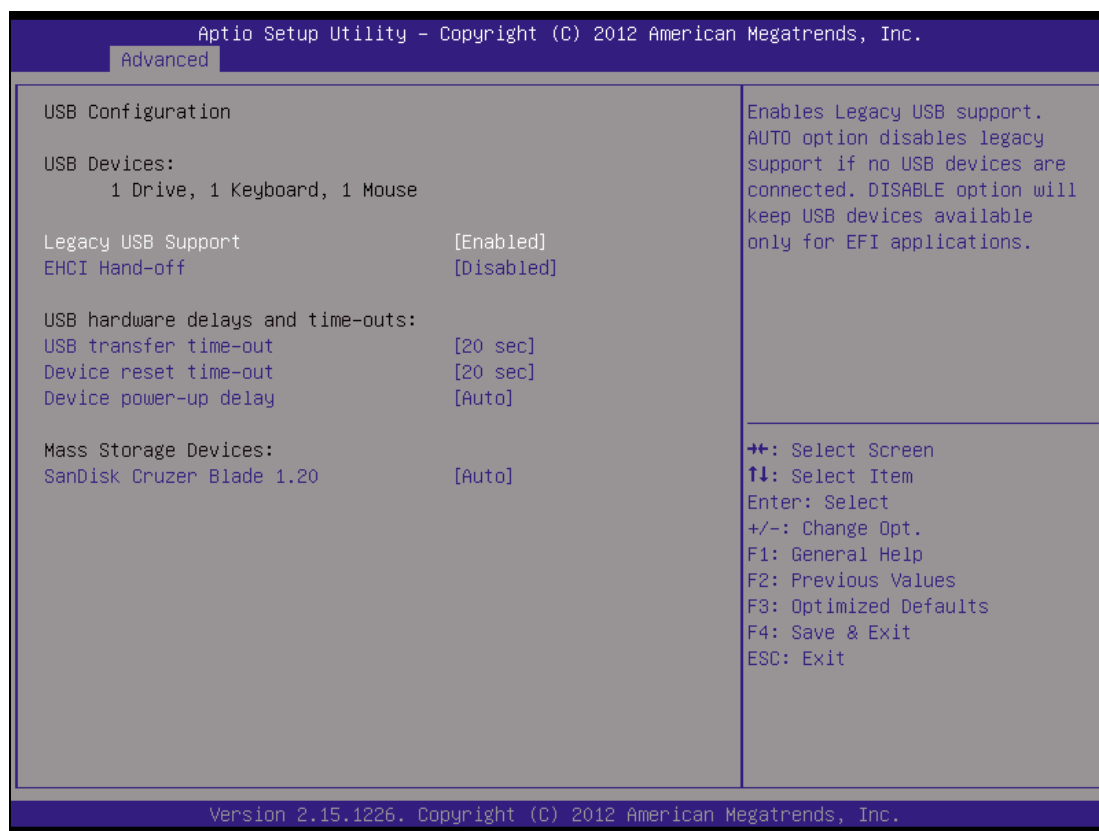 Aptio Setup Utility – Copyright (C) 2012 American Megatrends, Inc.
Advanced
USB Configuration
USB Devices:
1 Drive, 1 Keyboard, 1 Mouse
Legacy USB Support [Enabled]
EHCI Hand-off [Disabled]
USB hardware delays and time-outs:
USB transfer time-out [20 sec]
Device reset time-out [20 sec]
Device power-up delay [Auto]
Mass Storage Devices:
SanDisk Cruzer Blade 1.20 [Auto]
Enables Legacy USB support.
AUTO option disables legacy
support if no USB devices are
connected. DISABLE option will
keep USB devices available
only for EFI applications.
→←: Select Screen
↑↓: Select Item
Enter: Select
+/-: Change Opt.
F1: General Help
F2: Previous Values
F3: Optimized Defaults
F4: Save & Exit
ESC: Exit
Version 2.15.1226. Copyright (C) 2012 American Megatrends, Inc.